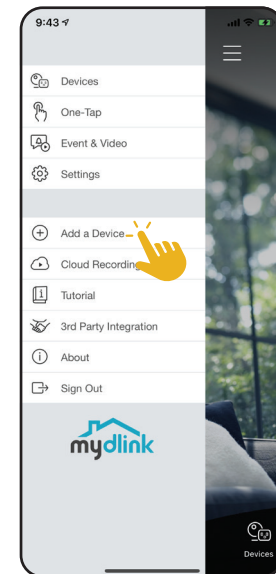 9:43
Devices
One-Tap
Event & Video
Settings
Add a Device
Cloud Recording
Tutorial
3rd Party Integration
About
Sign Out
mydlink
Devices